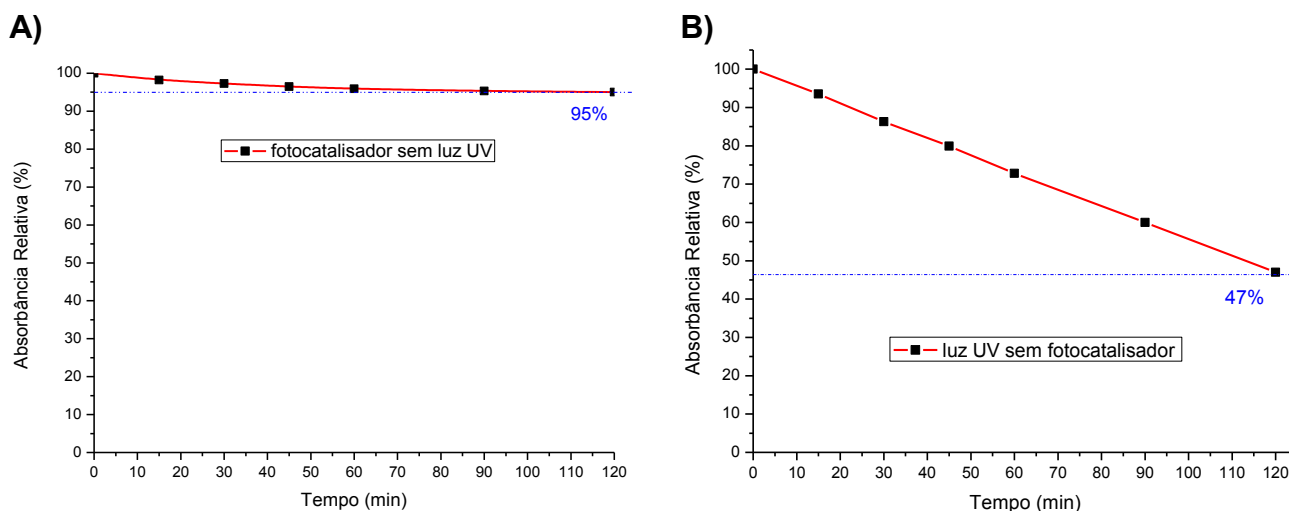 A)
100
90
80
70
60
50
40
30
20
10
0
Absorbância Relativa (%)
95%
fotocatalisador sem luz UV
0 10 20 30 40 50 60 70 80 90 100 110 120
Tempo (min)
B)
100
90
80
70
60
50
40
30
20
10
0
Absorbância Relativa (%)
47%
luz UV sem fotocatalisador
0 10 20 30 40 50 60 70 80 90 100 110 120
Tempo (min)